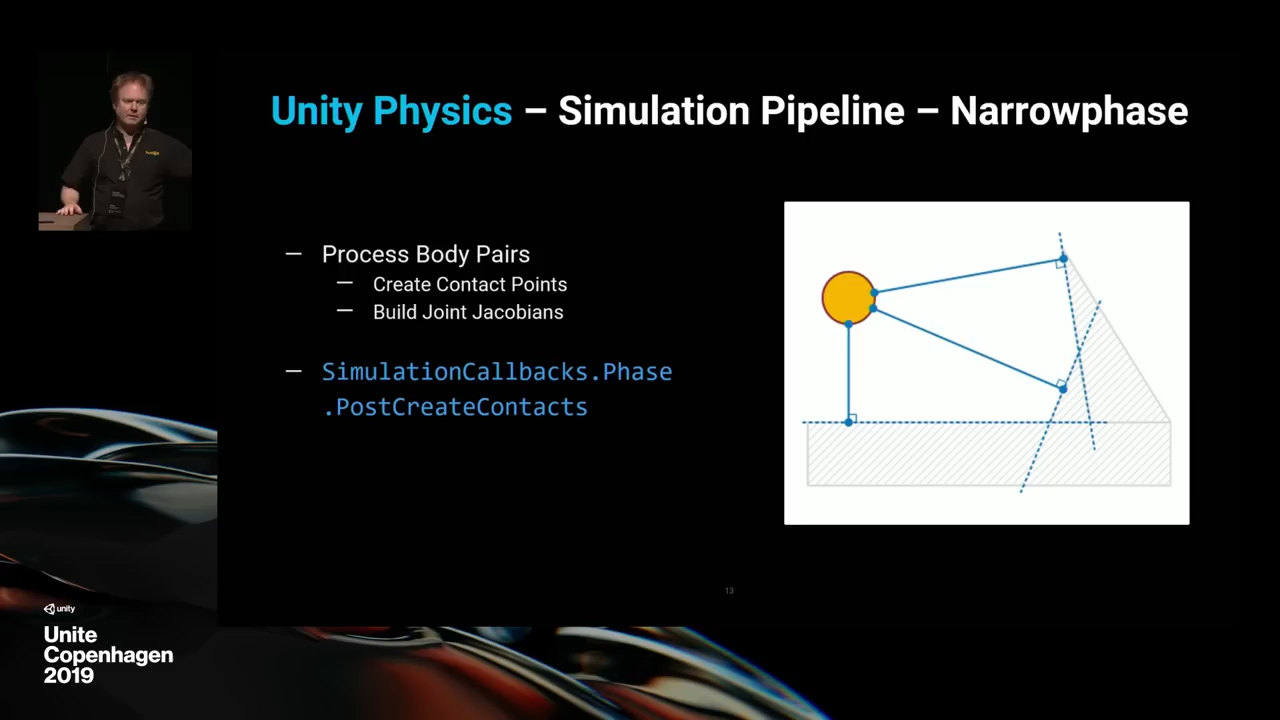 Unity Physics – Simulation Pipeline – Narrowphase
— Process Body Pairs
— Create Contact Points
— Build Joint Jacobians
— SimulationCallbacks.Phase
.PostCreateContacts
13
unity
Unite
Copenhagen
2019